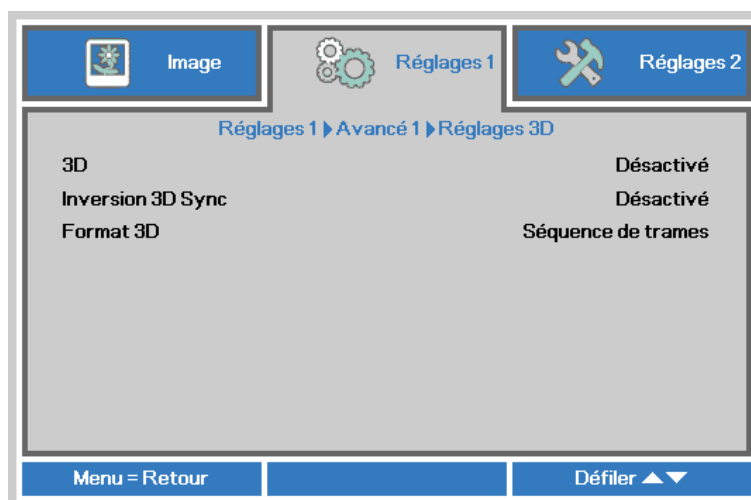 Image
Réglages 1
Réglages 2
Réglages 1 ▶ Avancé 1 ▶ Réglages 3D
3D Désactivé
Inversion 3D Sync Désactivé
Format 3D Séquence de trames
Menu = Retour
Défiler ▲▼